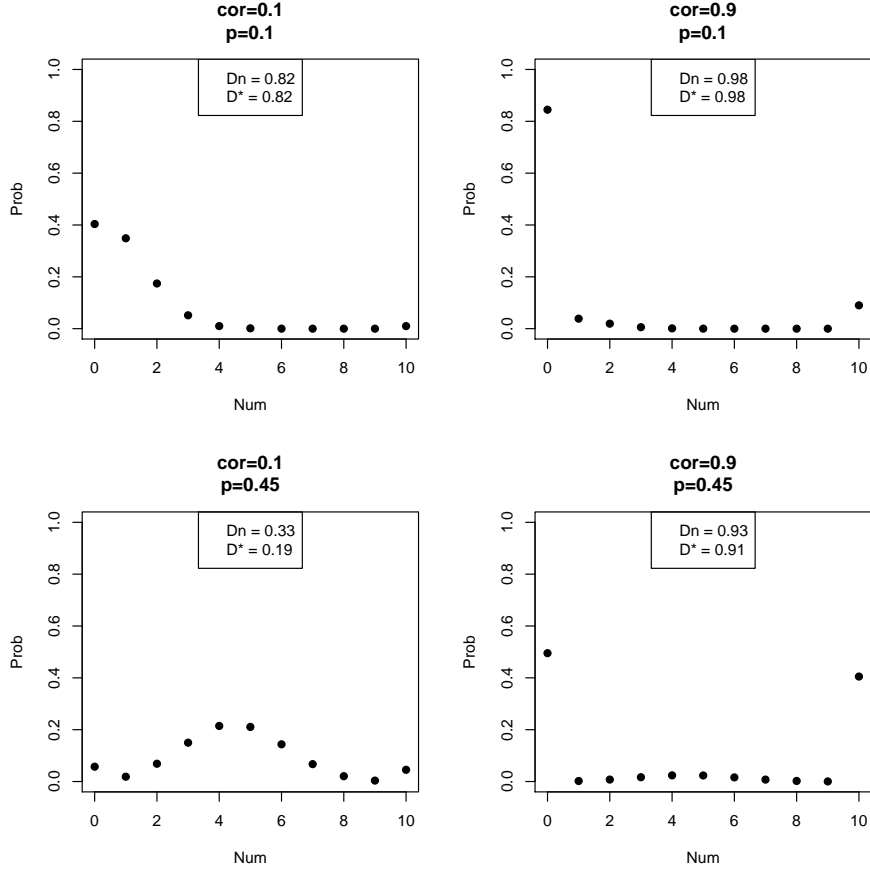 cor=0.1
p=0.1
Dn = 0.82
D* = 0.82
Prob
0.0 0.2 0.4 0.6 0.8 1.0
0 2 4 6 8 10
Num
cor=0.9
p=0.1
Dn = 0.98
D* = 0.98
Prob
0.0 0.2 0.4 0.6 0.8 1.0
0 2 4 6 8 10
Num
cor=0.1
p=0.45
Dn = 0.33
D* = 0.19
Prob
0.0 0.2 0.4 0.6 0.8 1.0
0 2 4 6 8 10
Num
cor=0.9
p=0.45
Dn = 0.93
D* = 0.91
Prob
0.0 0.2 0.4 0.6 0.8 1.0
0 2 4 6 8 10
Num